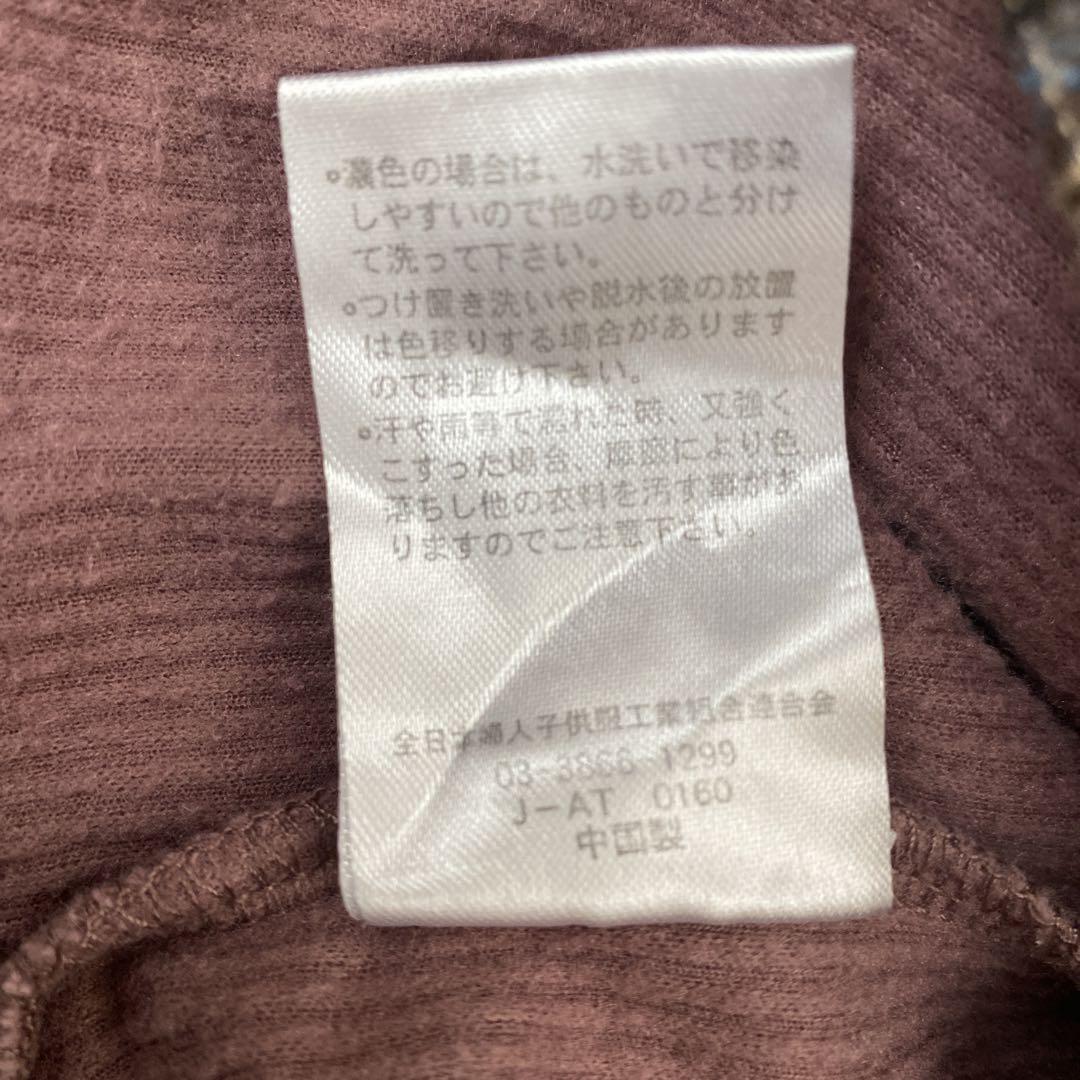 •濃色の場合は、水洗いで移染
しやすいので他のものと分け
て洗って下さい。
•つけ置き洗いや脱水後の放置
は色移りする場合があります
のでお避け下さい。
•汗や雨等で濡れた時、又強く
こすった場合、摩擦により色
落ちし他の衣料を汚す事があ
りますのでご注意下さい。
全日本婦人子供服工業組合連合会
03-3866-1299
J-AT 0160
中国製